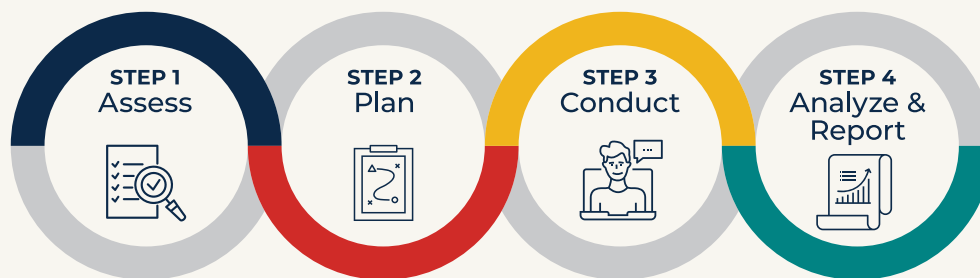 STEP 1
Assess
STEP 2
Plan
STEP 3
Conduct
STEP 4
Analyze &
Report